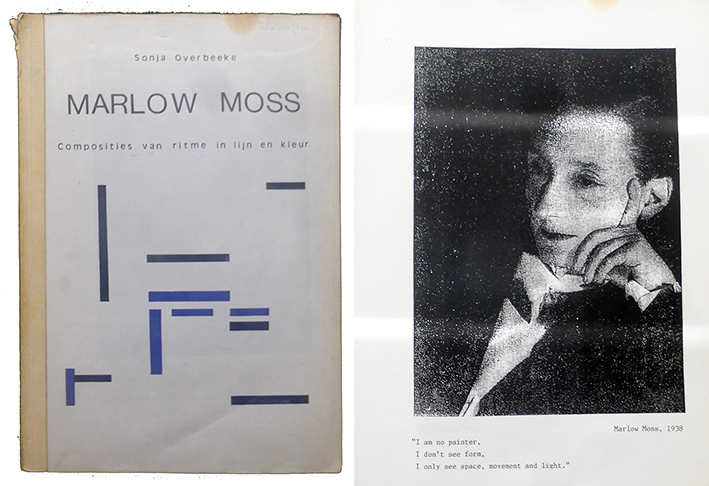 Sonja Overbeeke
MARLOW MOSS
Composities van ritme in lijn en kleur
Marlow Moss, 1938
"I am no painter,
I don't see form,
I only see space, movement and light."